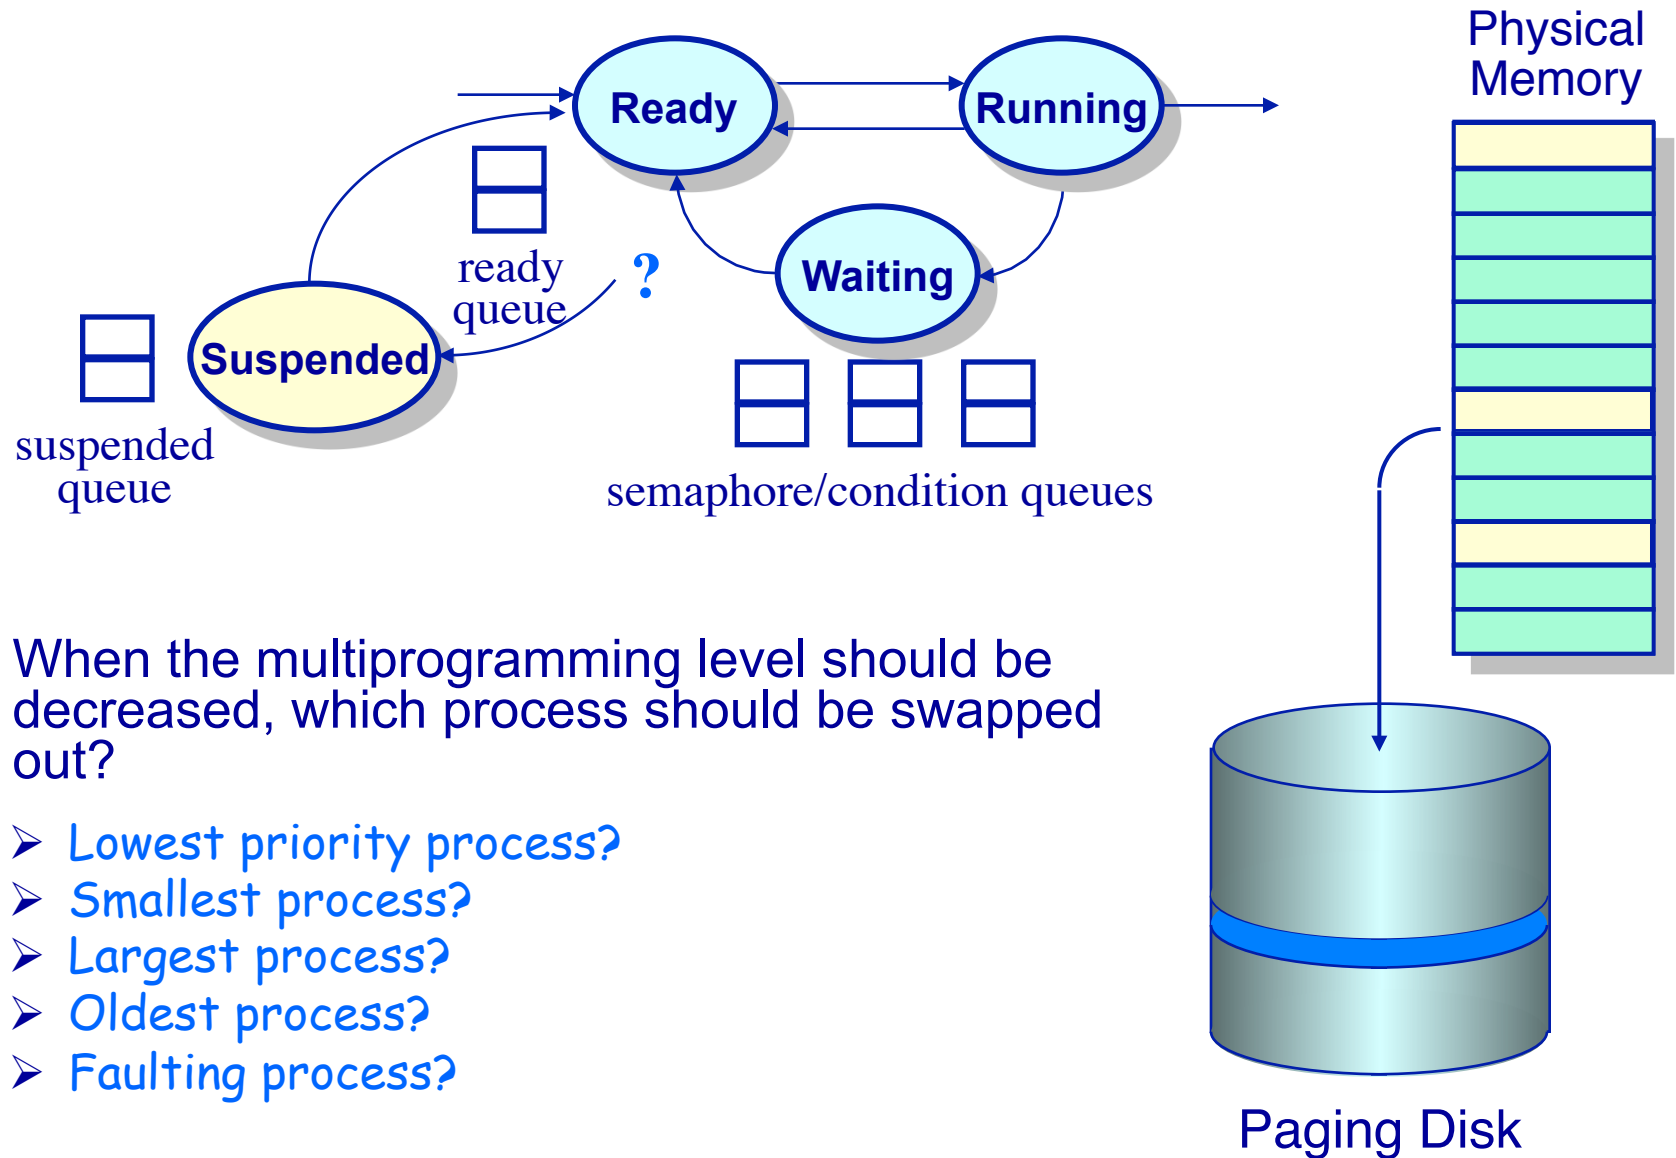 Physical
Memory
Ready
Running
ready
queue
?
Waiting
Suspended
suspended
queue
semaphore/condition queues
When the multiprogramming level should be
decreased, which process should be swapped
out?
➢ Lowest priority process?
➢ Smallest process?
➢ Largest process?
➢ Oldest process?
➢ Faulting process?
Paging Disk